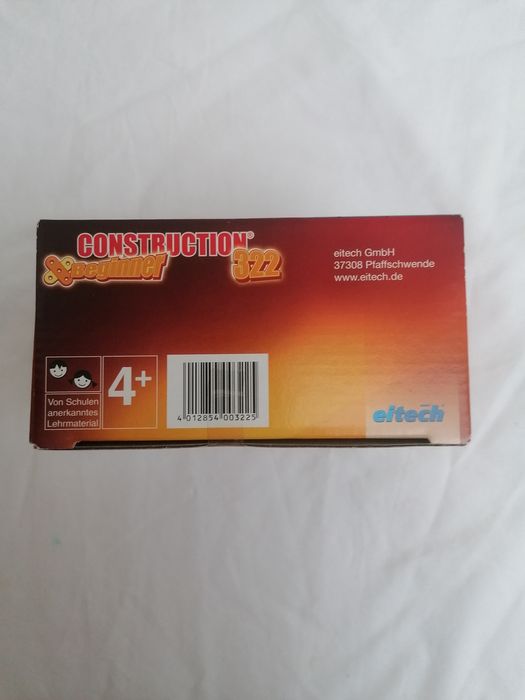 CONSTRUCTION®
Beginner 322
eitech GmbH
37308 Pfaffschwende
www.eitech.de
Von Schulen
anerkanntes
Lehrmaterial
4+
4 012854 003225
eitech